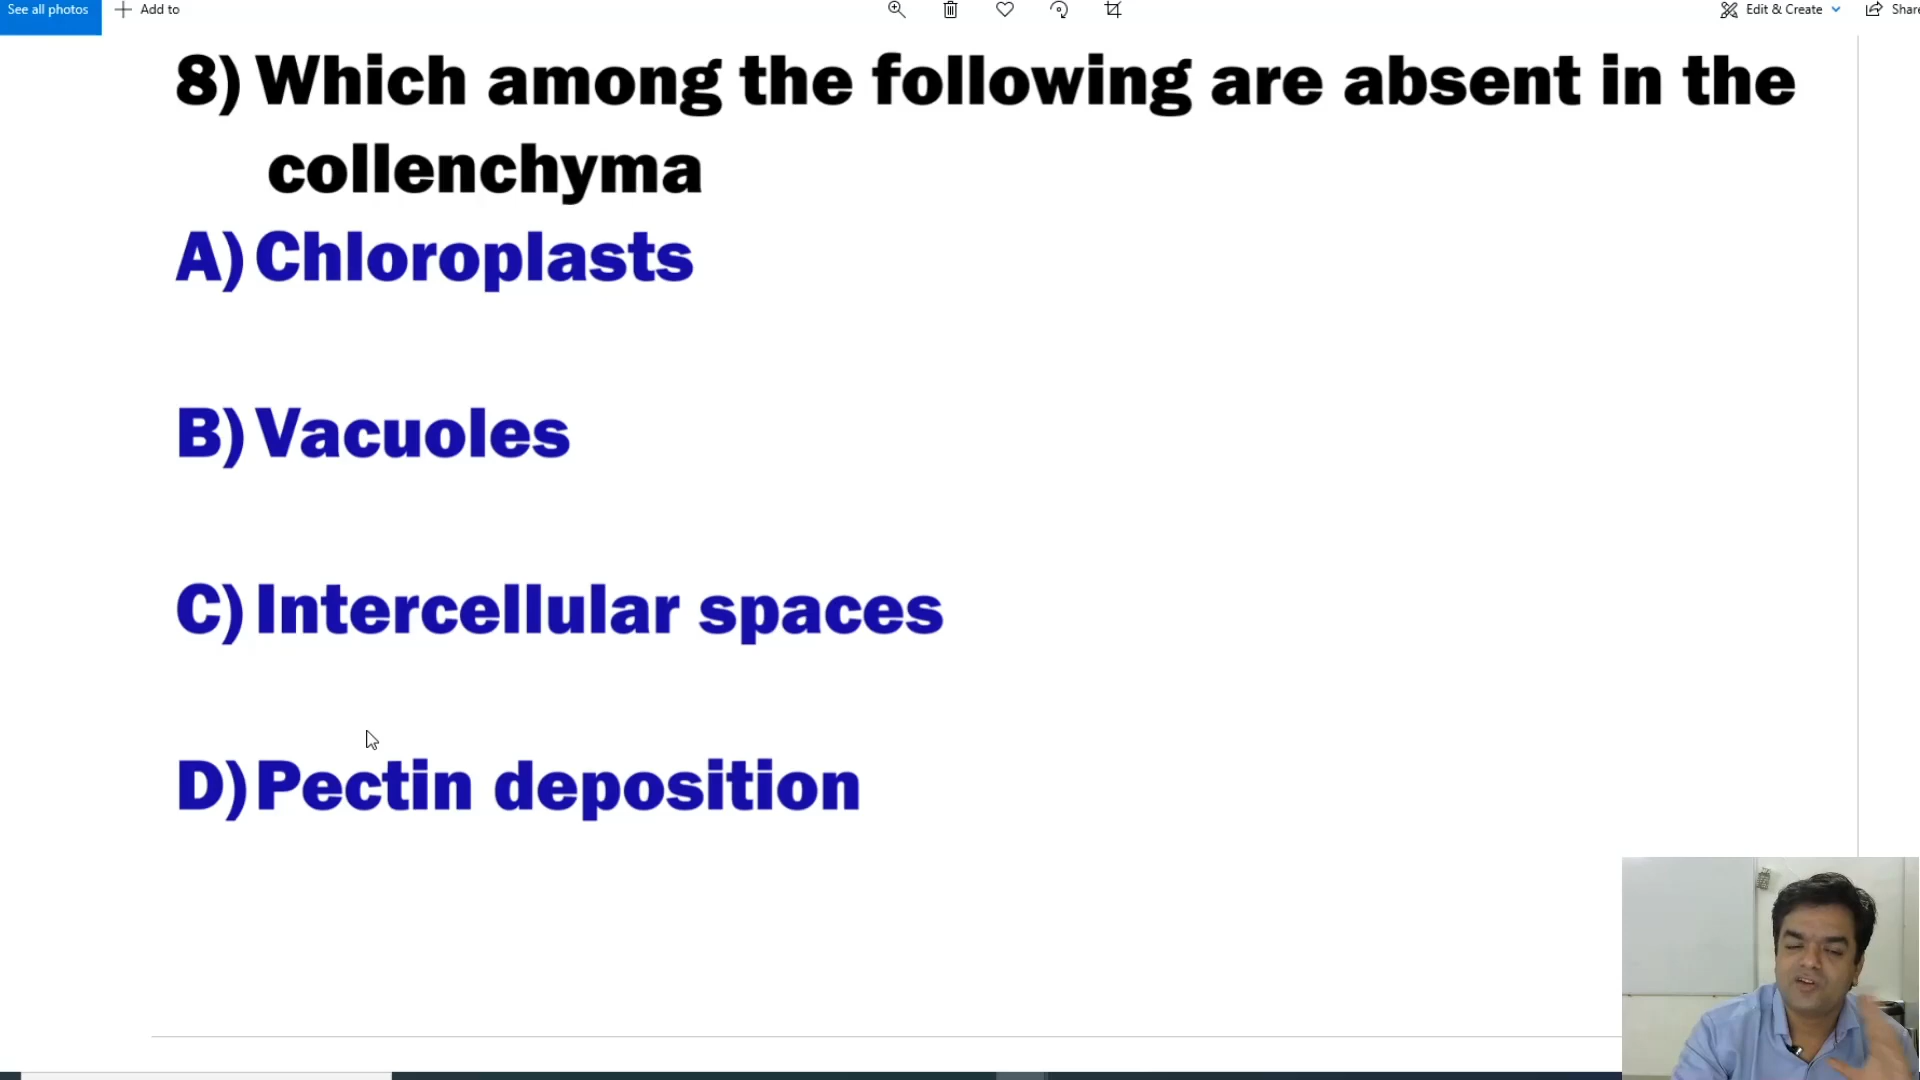 See all photos
Add to
Edit & Create
Share
8) Which among the following are absent in the
collenchyma
A) Chloroplasts
B) Vacuoles
C) Intercellular spaces
D) Pectin deposition